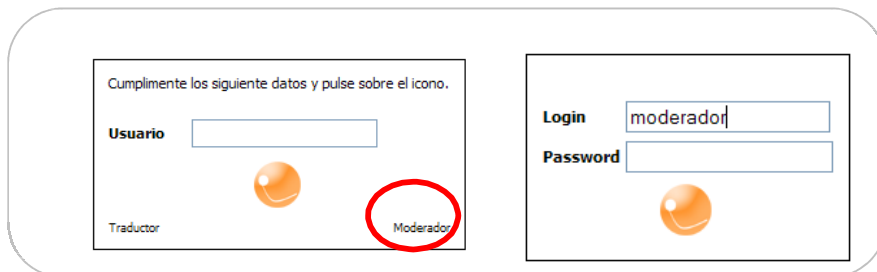 Cumplimente los siguiente datos y pulse sobre el icono.
Usuario
Traductor Moderador
Login moderador
Password